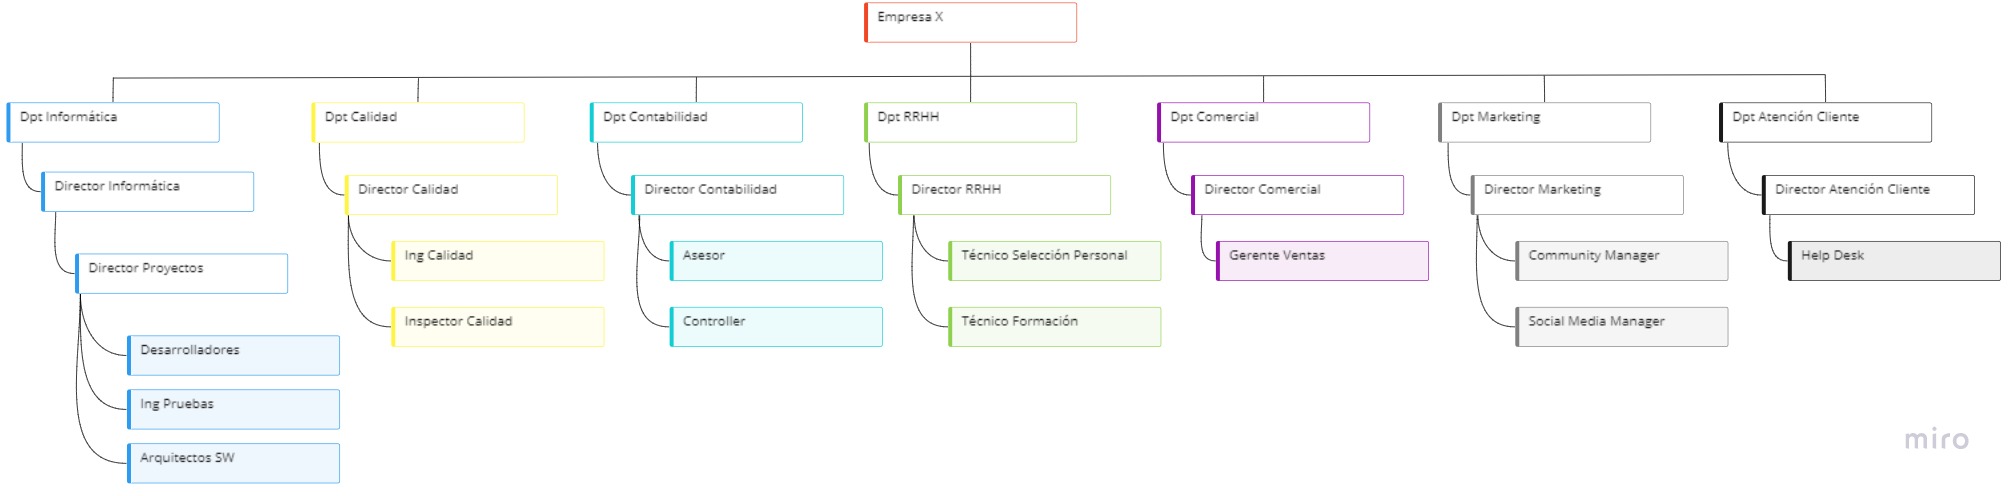 Empresa X
Dpt Informática
Dpt Calidad
Dpt Contabilidad
Dpt RRHH
Dpt Comercial
Dpt Marketing
Dpt Atención Cliente
Director Informática
Director Calidad
Director Contabilidad
Director RRHH
Director Comercial
Director Marketing
Director Atención Cliente
Director Proyectos
Ing Calidad
Asesor
Técnico Selección Personal
Gerente Ventas
Community Manager
Help Desk
Inspector Calidad
Controller
Técnico Formación
Social Media Manager
Desarrolladores
Ing Pruebas
Arquitectos SW
miro